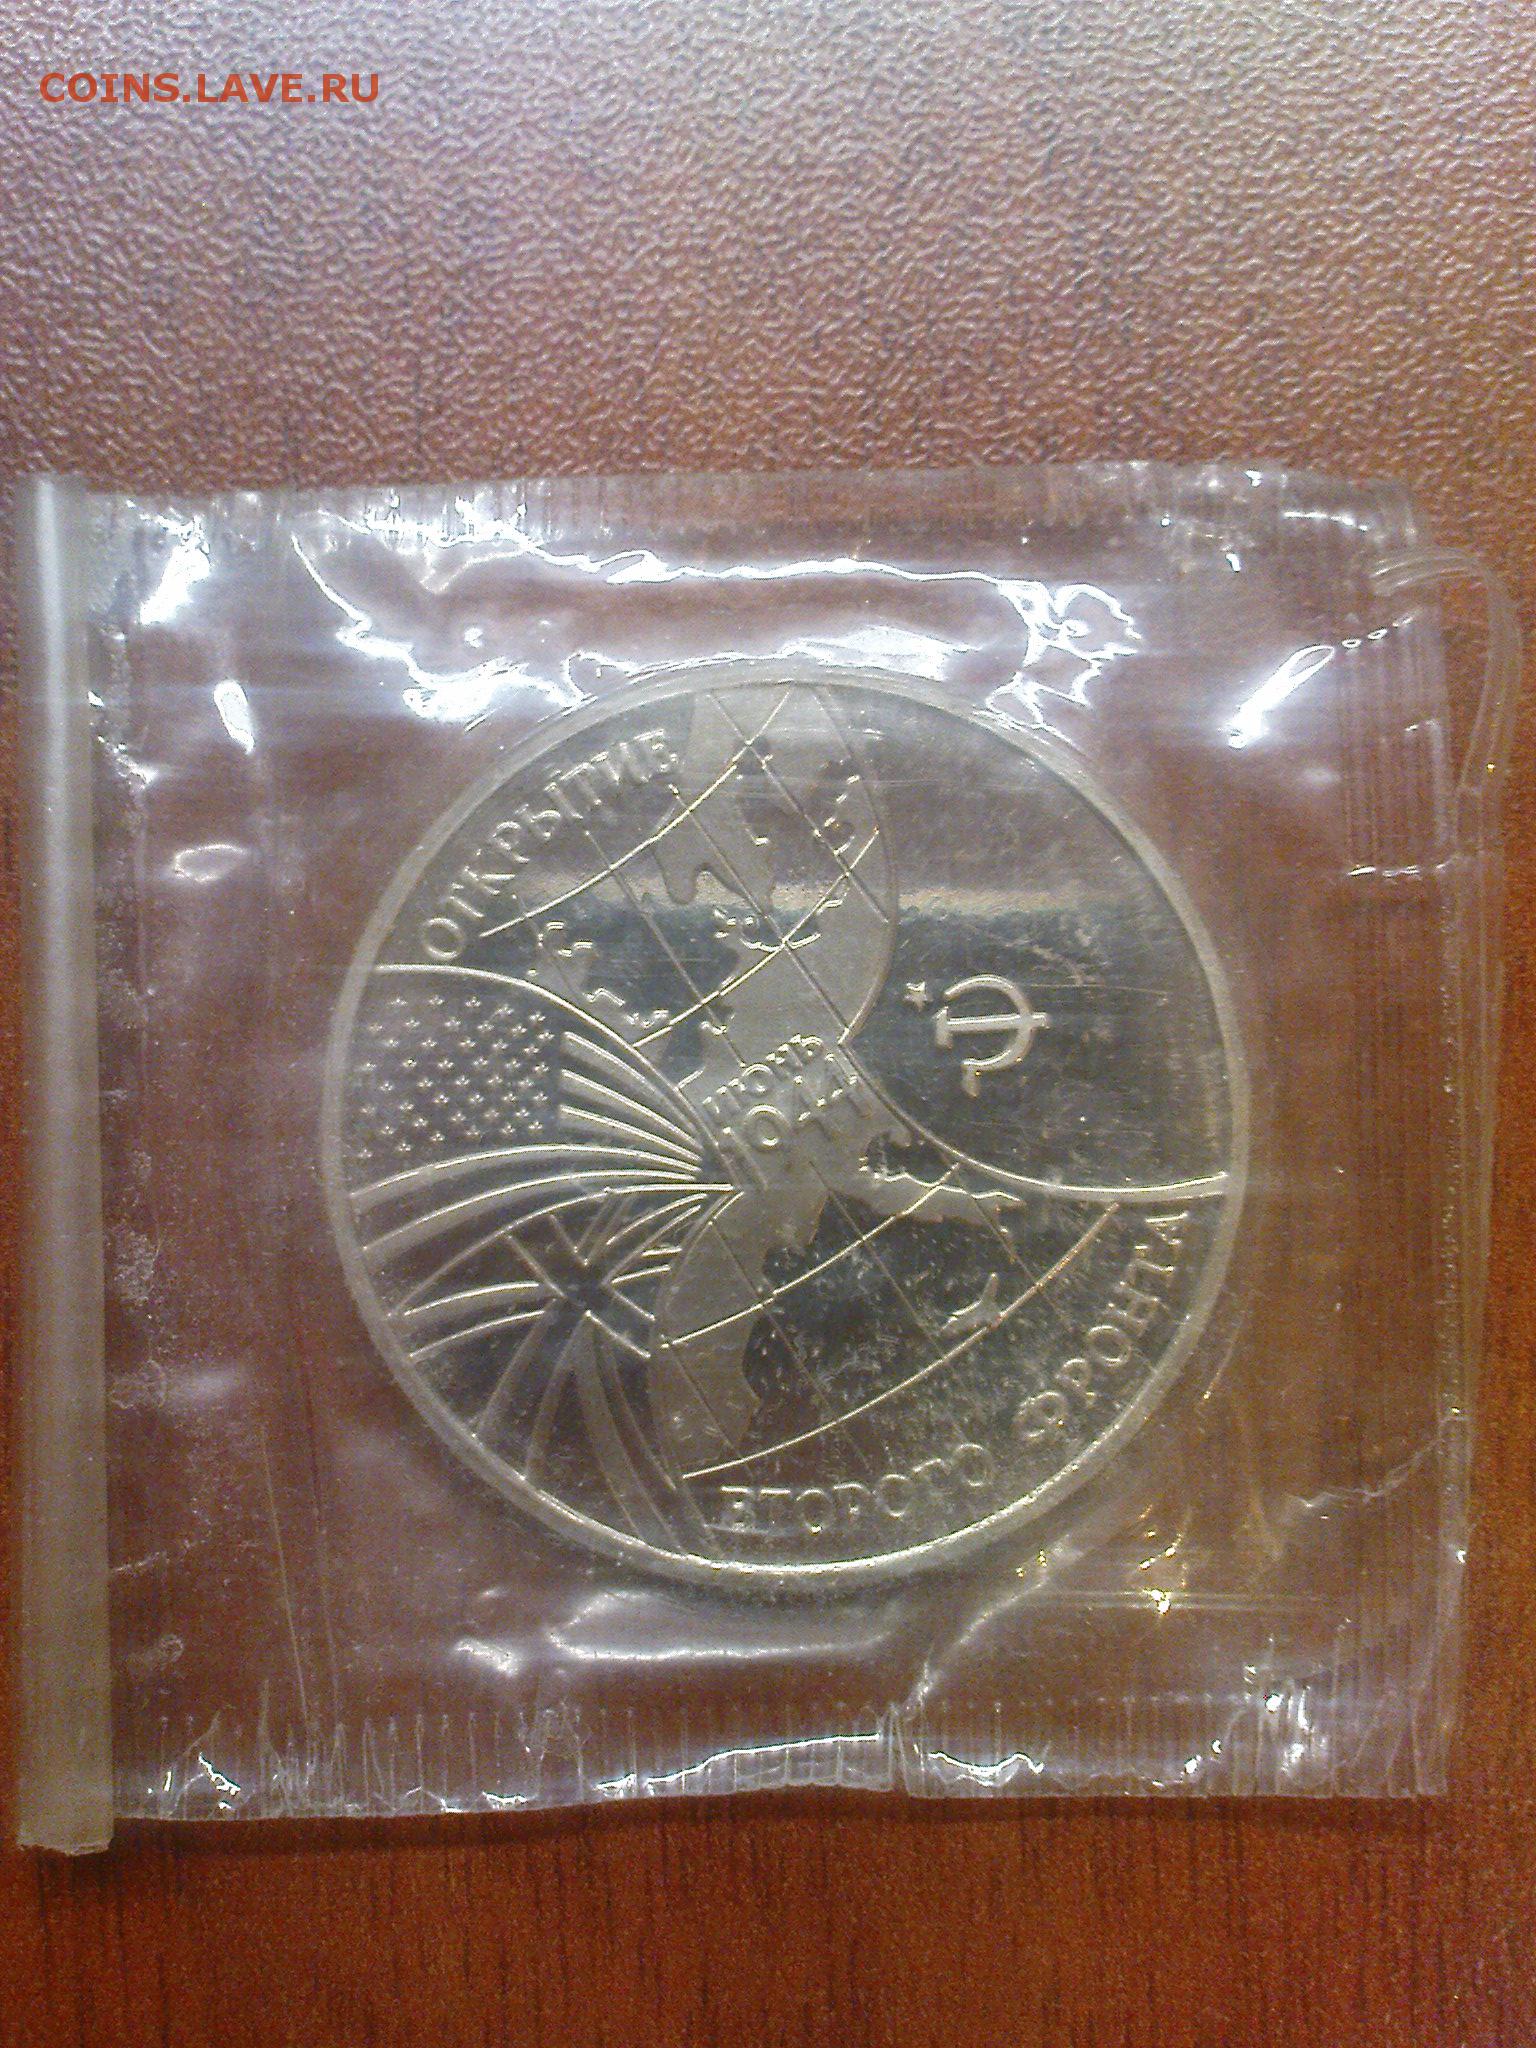 COINS.LAVE.RU
ОТКРЫТИЕ
ИЮНЬ
1944
ВТОРОГО ФРОНТА